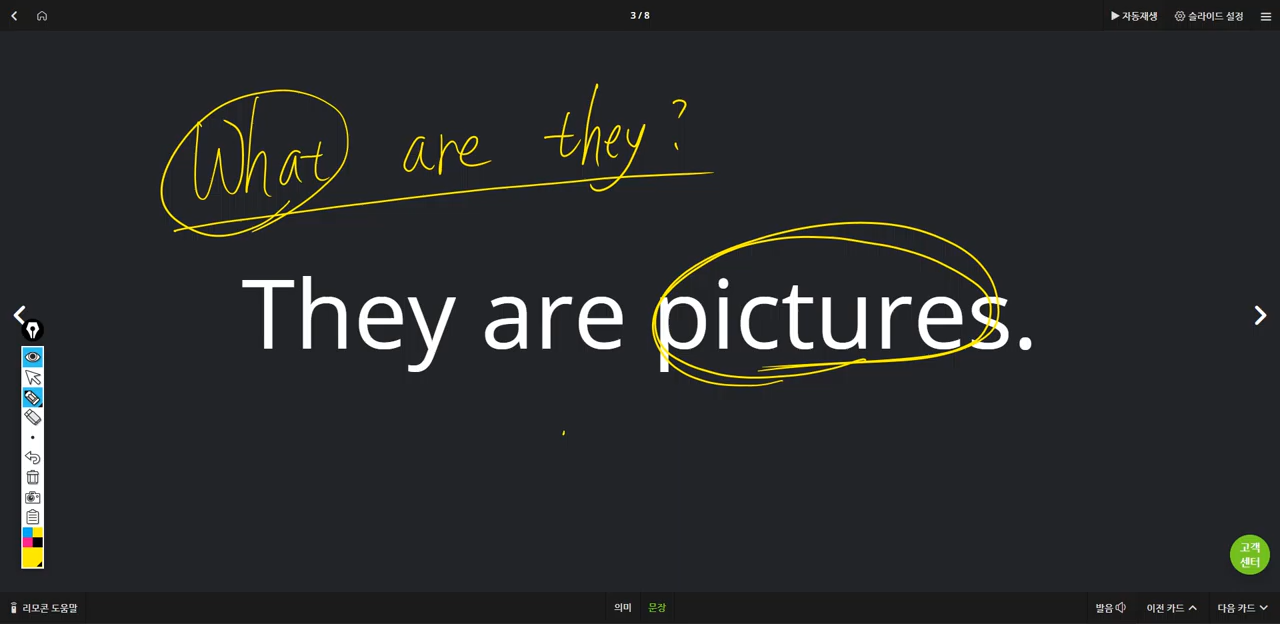 3 / 8
자동재생
슬라이드 설정
What are they?
They are pictures.
고객
센터
리모콘 도움말
의미
문장
발음
이전 카드
다음 카드